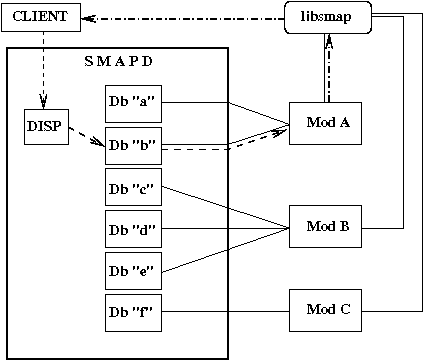 CLIENT
libsmap
S M A P D
Db "a"
Mod A
DISP
Db "b"
Db "c"
Db "d"
Mod B
Db "e"
Db "f"
Mod C